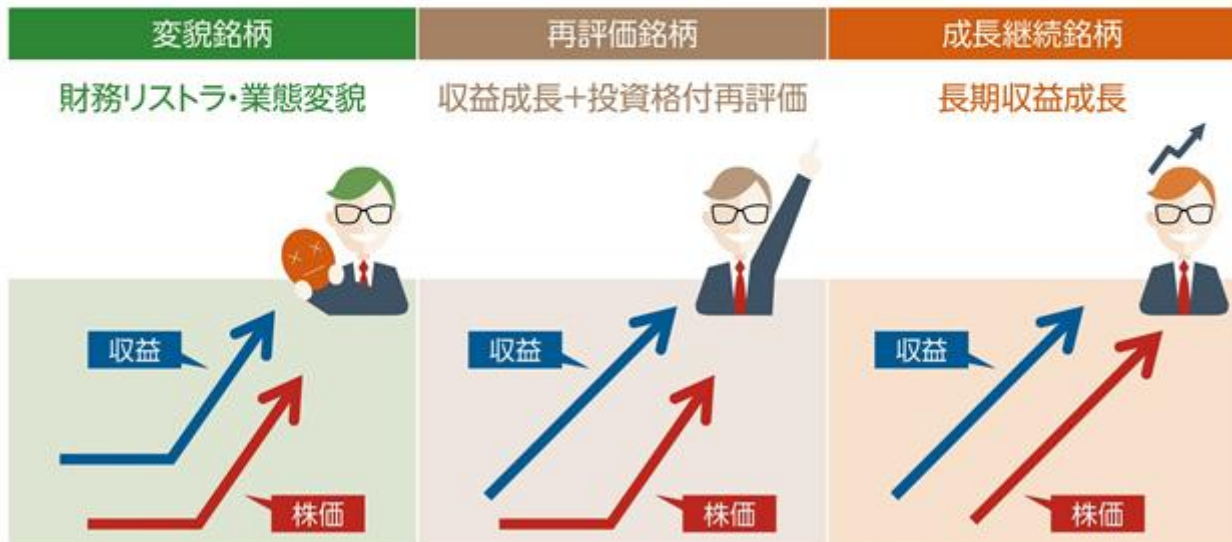 変貌銘柄
再評価銘柄
成長継続銘柄
財務リストラ・業態変貌
収益成長+投資格付再評価
長期収益成長
収益
収益
収益
株価
株価
株価